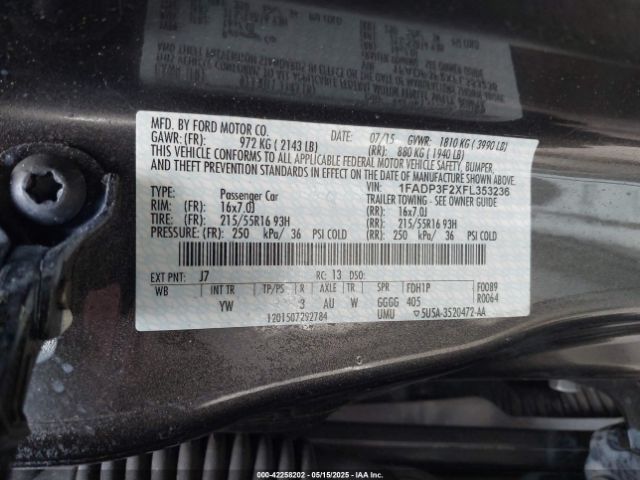 MFD. BY FORD MOTOR CO.
DATE: 07/15 GVWR: 1810 KG ( 3990 LB)
GAWR: (FR): 972 KG ( 2143 LB) (RR): 880 KG ( 1940 LB)
THIS VEHICLE CONFORMS TO ALL APPLICABLE FEDERAL MOTOR VEHICLE SAFETY, BUMPER,
AND THEFT PREVENTION STANDARDS IN EFFECT ON THE DATE OF MANUFACTURE SHOWN ABOVE.
VIN: 1FADP3F2XFL353236
TYPE: Passenger Car TRAILER TOWING - SEE OWNER GUIDE
RIM: (FR): 16x7.0J (RR): 16x7.0J
TIRE: (FR): 215/55R16 93H (RR): 215/55R16 93H
PRESSURE: (FR): 250 kPa/ 36 PSI COLD (RR): 250 kPa/ 36 PSI COLD
EXT PNT: J7 RC: 13 DSO:
WB INT TR TP/PS R AXLE TR SPR FDH1P F0089
YW 3 AU W GGGG 405 R0064
1201507292784 UMU 5U5A-3520472-AA
000-42258202 - 05/15/2025 - IAAI.COM